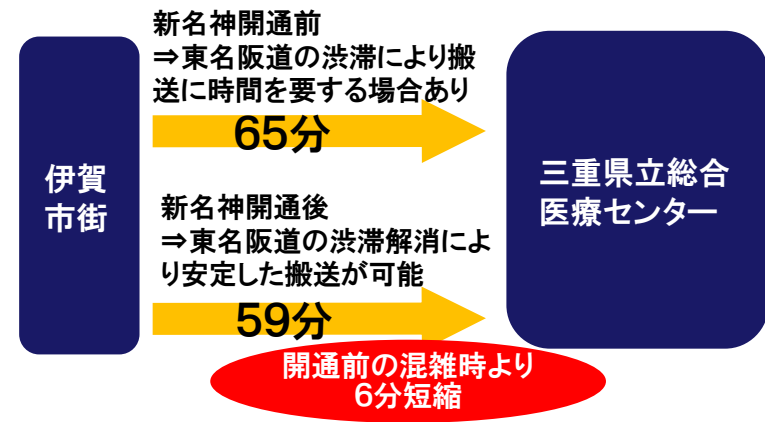 伊賀
市街
新名神開通前
⇒東名阪道の渋滞により搬
送に時間を要する場合あり
65分
新名神開通後
⇒東名阪道の渋滞解消によ
り安定した搬送が可能
59分
開通前の混雑時より
6分短縮
三重県立総合
医療センター